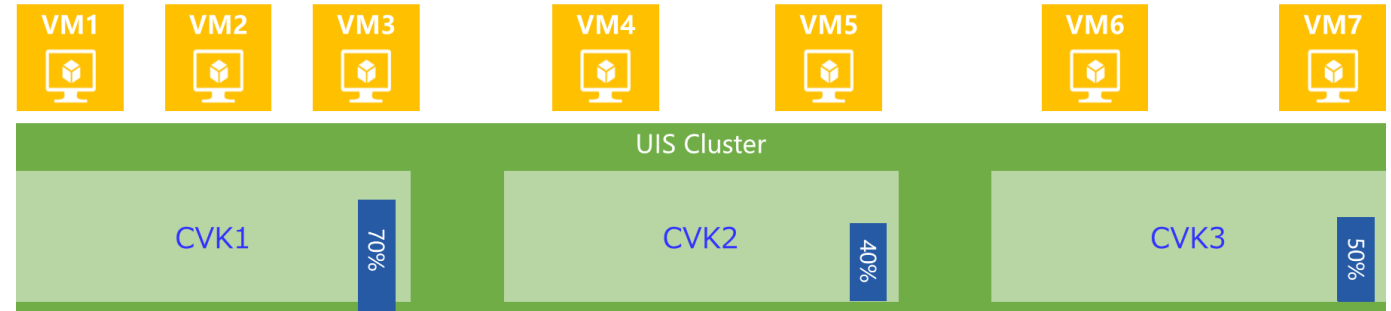 VM1 VM2 VM3 VM4 VM5 VM6 VM7
UIS Cluster
CVK1 70% CVK2 40% CVK3 50%